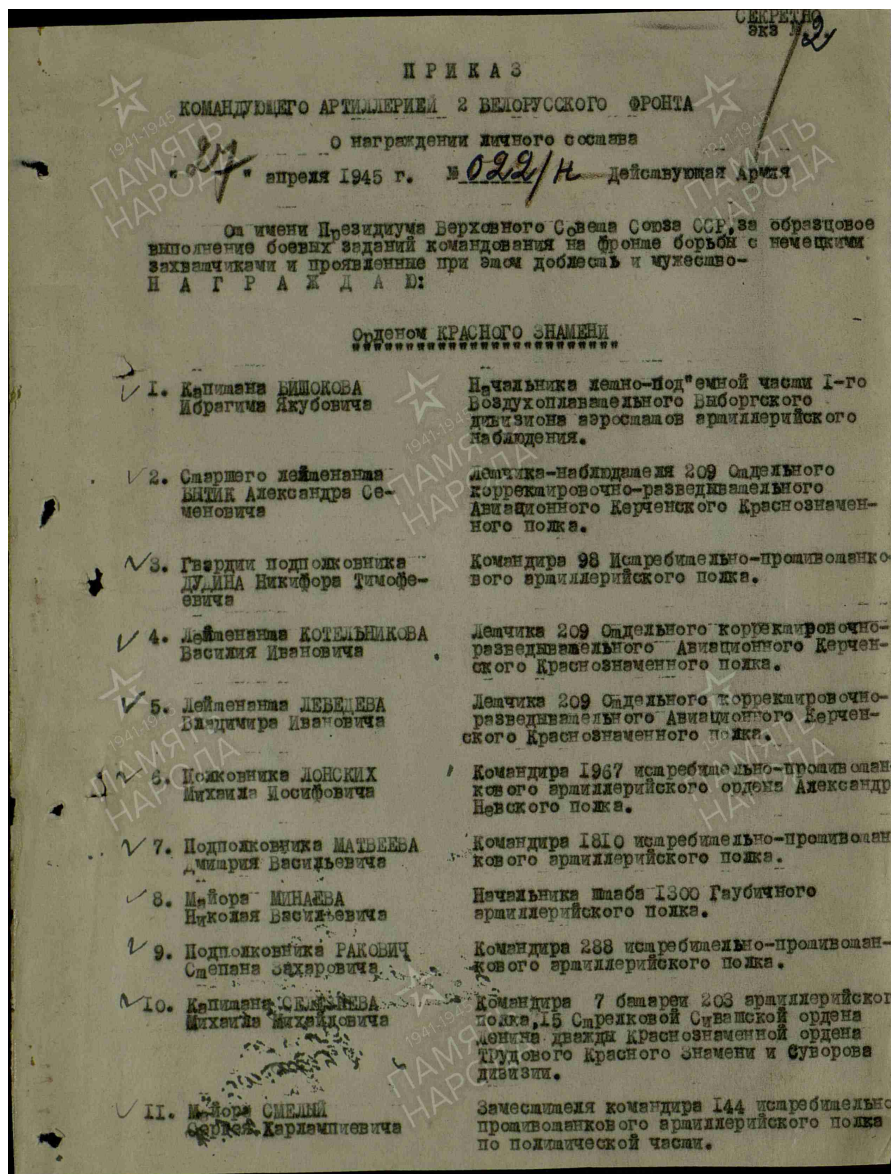 СЕКРЕТНО
экз № 2
П Р И К А З
КОМАНДУЮЩЕГО АРТИЛЛЕРИЕЙ 2 БЕЛОРУССКОГО ФРОНТА
О награждении личного состава
"27" апреля 1945 г. № 022/н Действующая Армия
От имени Президиума Верховного Совета Союза ССР, за образцовое
выполнение боевых заданий командования на фронте борьбы с немецкими
захватчиками и проявленные при этом доблесть и мужество-
Н А Г Р А Ж Д А Ю:
Орденом КРАСНОГО ЗНАМЕНИ
1. Капитана БИШОКОВА
Ибрагима Якубовича
Начальника летно-под"емной части I-го
Воздухоплавательного Выборгского
дивизиона аэростатов артиллерийского
наблюдения.
2. Старшего лейтенанта
БЫТИК Александра Се-
меновича
Летчика-наблюдателя 209 Отдельного
корректировочно-разведывательного
Авиационного Керченского Краснознамен-
ного полка.
3. Гвардии подполковника
ДУДИНА Никифора Тимофе-
евича
Командира 98 Истребительно-противотанко-
вого артиллерийского полка.
4. Лейтенанта КОТЕЛЬНИКОВА
Василия Ивановича
Летчика 209 Отдельного корректировочно-
разведывательного Авиационного Керчен-
ского Краснознаменного полка.
5. Лейтенанта ЛЕБЕДЕВА
Владимира Ивановича
Летчика 209 Отдельного корректировочно-
разведывательного Авиационного Керчен-
ского Краснознаменного полка.
6. Полковника ЛОНСКИХ
Михаила Иосифовича
Командира 1967 истребительно-противотан-
кового артиллерийского ордена Александр
Невского полка.
7. Подполковника МАТВЕЕВА
Дмитрия Васильевича
Командира 1810 истребительно-противотан
кового артиллерийского полка.
8. Майора МИНАЕВА
Николая Васильевича
Начальника штаба 1300 Гаубичного
артиллерийского полка.
9. Подполковника РАКОВИЧ
Степана Захаровича
Командира 288 истребительно-противотан-
кового артиллерийского полка.
10. Капитана
Михаила Михайловича
Командира 7 батареи 203 артиллерийског
полка, 15 Стрелковой Сивашской ордена
Ленина дважды Краснознаменной ордена
Трудового Красного Знамени и Суворова
дивизии.
11. Майора СМЕЛЫЙ
Сергея Харлампиевича
Заместителя командира 144 истребительно
противотанкового артиллерийского полка
по политической части.
1941-1945
ПАМЯТЬ
НАРОДА